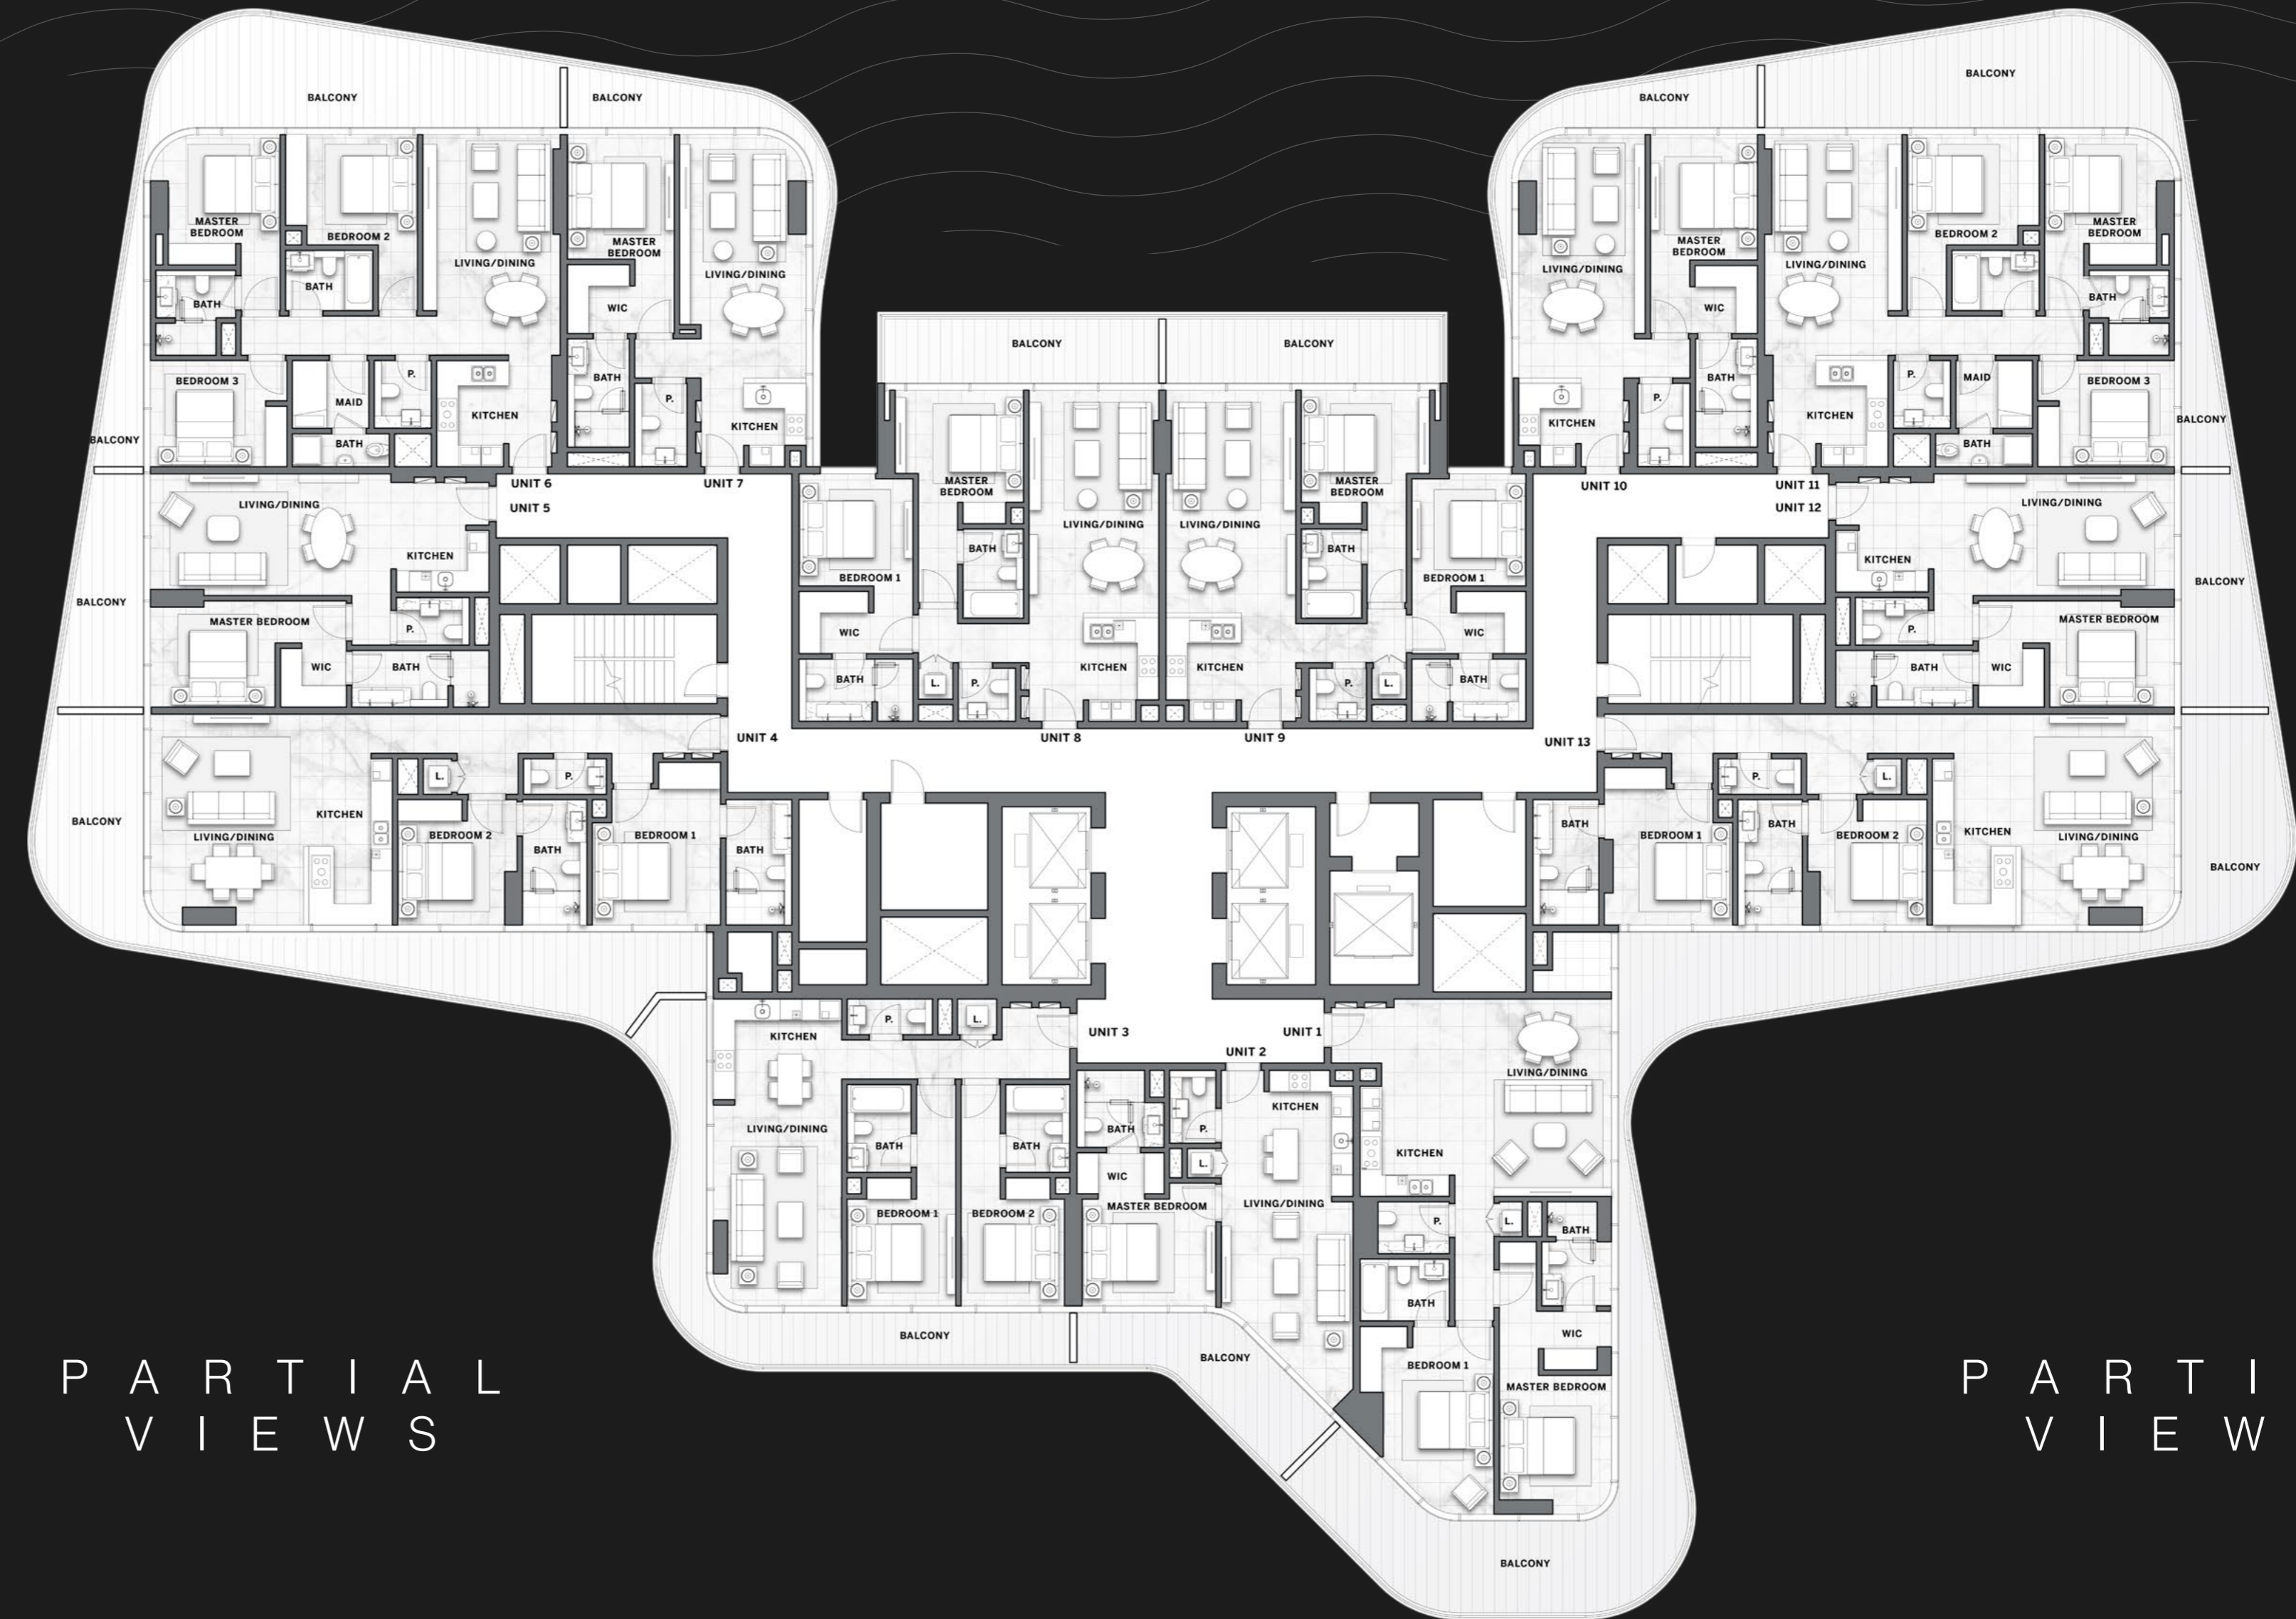 BALCONY
BALCONY
BALCONY
BALCONY
MASTER
BEDROOM
BEDROOM 2
LIVING/DINING
MASTER
BEDROOM
LIVING/DINING
BATH
BATH
WIC
BEDROOM 3
MAID
P.
KITCHEN
BATH
P.
KITCHEN
BATH
BALCONY
UNIT 6
UNIT 7
UNIT 5
LIVING/DINING
MASTER
BEDROOM
LIVING/DINING
BEDROOM 2
MASTER
BEDROOM
WIC
BATH
KITCHEN
P.
BATH
KITCHEN
P.
MAID
BATH
BEDROOM 3
BALCONY
UNIT 10
UNIT 11
UNIT 12
BALCONY
BALCONY
MASTER
BEDROOM
LIVING/DINING
BATH
BEDROOM 1
WIC
BATH
L.
P.
KITCHEN
UNIT 8
LIVING/DINING
MASTER
BEDROOM
BATH
BEDROOM 1
WIC
KITCHEN
P.
L.
BATH
UNIT 9
LIVING/DINING
KITCHEN
BALCONY
MASTER BEDROOM
P.
WIC
BATH
LIVING/DINING
KITCHEN
BALCONY
P.
MASTER BEDROOM
BATH
WIC
UNIT 4
BALCONY
LIVING/DINING
KITCHEN
L.
P.
BEDROOM 2
BATH
BEDROOM 1
BATH
UNIT 13
BATH
BEDROOM 1
P.
BATH
L.
BEDROOM 2
KITCHEN
LIVING/DINING
BALCONY
UNIT 3
UNIT 1
UNIT 2
KITCHEN
P.
L.
LIVING/DINING
BATH
BATH
BEDROOM 1
BEDROOM 2
BALCONY
BATH
P.
KITCHEN
WIC
L.
MASTER BEDROOM
LIVING/DINING
BALCONY
LIVING/DINING
KITCHEN
P.
L.
BATH
BATH
WIC
BEDROOM 1
MASTER BEDROOM
BALCONY
PARTIAL
VIEWS
PARTI
VIEW